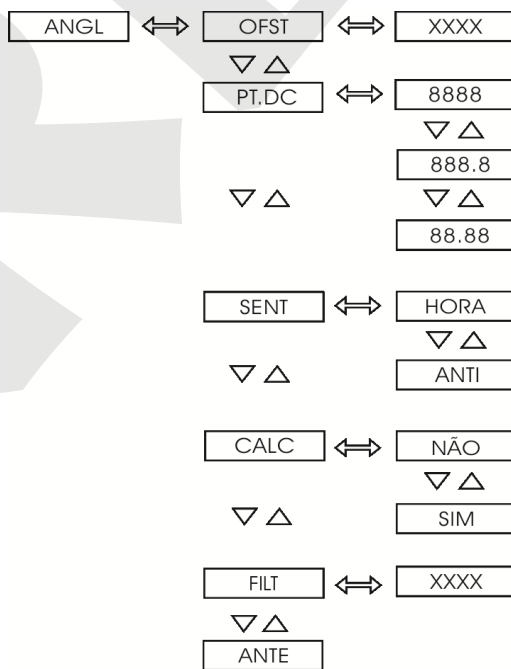 ANGL OFST XXXX
PT.DC 8888
888.8
88.88
SENT HORA
ANTI
CALC NÃO
SIM
FILT XXXX
ANTE